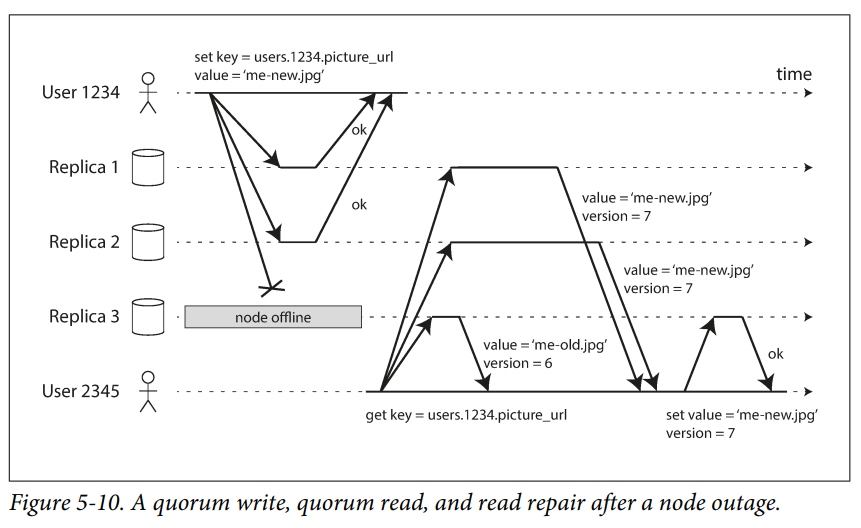 set key = users.1234.picture_url
value = ‘me-new.jpg’
time
User 1234
ok
Replica 1
value = ‘me-new.jpg’
version = 7
ok
Replica 2
value = ‘me-new.jpg’
version = 7
Replica 3
node offline
value = ‘me-old.jpg’
version = 6
ok
User 2345
get key = users.1234.picture_url
set value = ‘me-new.jpg’
version = 7
Figure 5-10. A quorum write, quorum read, and read repair after a node outage.